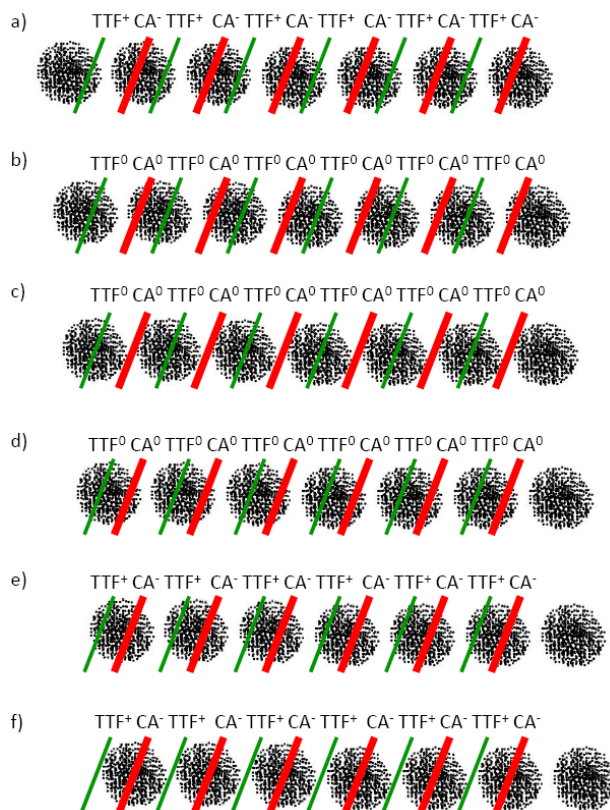 a) TTF⁺ CA⁻ TTF⁺ CA⁻ TTF⁺ CA⁻ TTF⁺ CA⁻ TTF⁺ CA⁻ TTF⁺ CA⁻
b) TTF⁰ CA⁰ TTF⁰ CA⁰ TTF⁰ CA⁰ TTF⁰ CA⁰ TTF⁰ CA⁰ TTF⁰ CA⁰
c) TTF⁰ CA⁰ TTF⁰ CA⁰ TTF⁰ CA⁰ TTF⁰ CA⁰ TTF⁰ CA⁰ TTF⁰ CA⁰
d) TTF⁰ CA⁰ TTF⁰ CA⁰ TTF⁰ CA⁰ TTF⁰ CA⁰ TTF⁰ CA⁰ TTF⁰ CA⁰
e) TTF⁺ CA⁻ TTF⁺ CA⁻ TTF⁺ CA⁻ TTF⁺ CA⁻ TTF⁺ CA⁻ TTF⁺ CA⁻
f) TTF⁺ CA⁻ TTF⁺ CA⁻ TTF⁺ CA⁻ TTF⁺ CA⁻ TTF⁺ CA⁻ TTF⁺ CA⁻